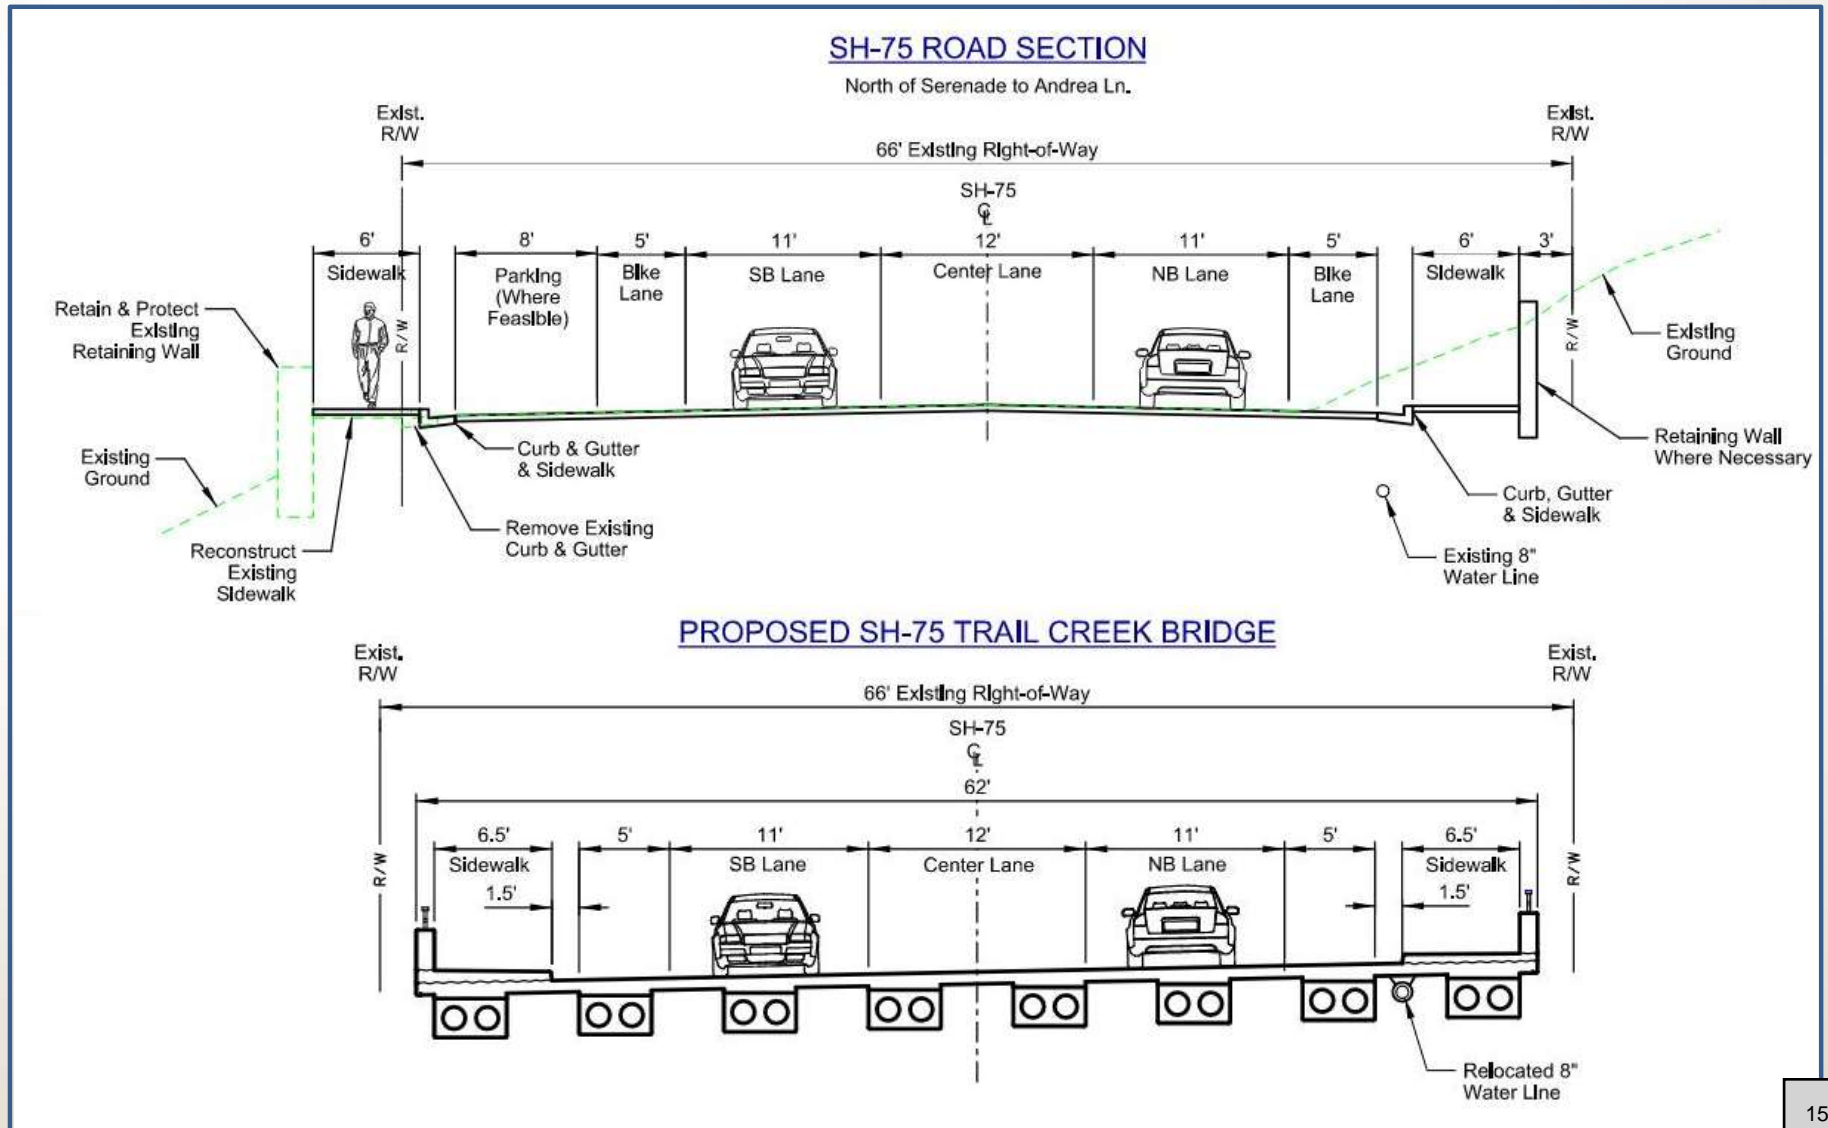 SH-75 ROAD SECTION
North of Serenade to Andrea Ln.
Exist.
R/W
Exist.
R/W
66' Existing Right-of-Way
SH-75
CL
6'
8'
5'
11'
12'
11'
5'
6'
3'
Sidewalk
Parking
(Where
Feasible)
Bike
Lane
SB Lane
Center Lane
NB Lane
Bike
Lane
Sidewalk
R/W
R/W
Retain & Protect
Existing
Retaining Wall
Existing
Ground
Existing
Ground
Curb & Gutter
& Sidewalk
Retaining Wall
Where Necessary
Remove Existing
Curb & Gutter
Curb, Gutter
& Sidewalk
Reconstruct
Existing
Sidewalk
Existing 8"
Water Line
PROPOSED SH-75 TRAIL CREEK BRIDGE
Exist.
R/W
Exist.
R/W
66' Existing Right-of-Way
SH-75
CL
62'
6.5'
5'
11'
12'
11'
5'
6.5'
Sidewalk
SB Lane
Center Lane
NB Lane
Sidewalk
1.5'
1.5'
R/W
R/W
Relocated 8"
Water Line
15